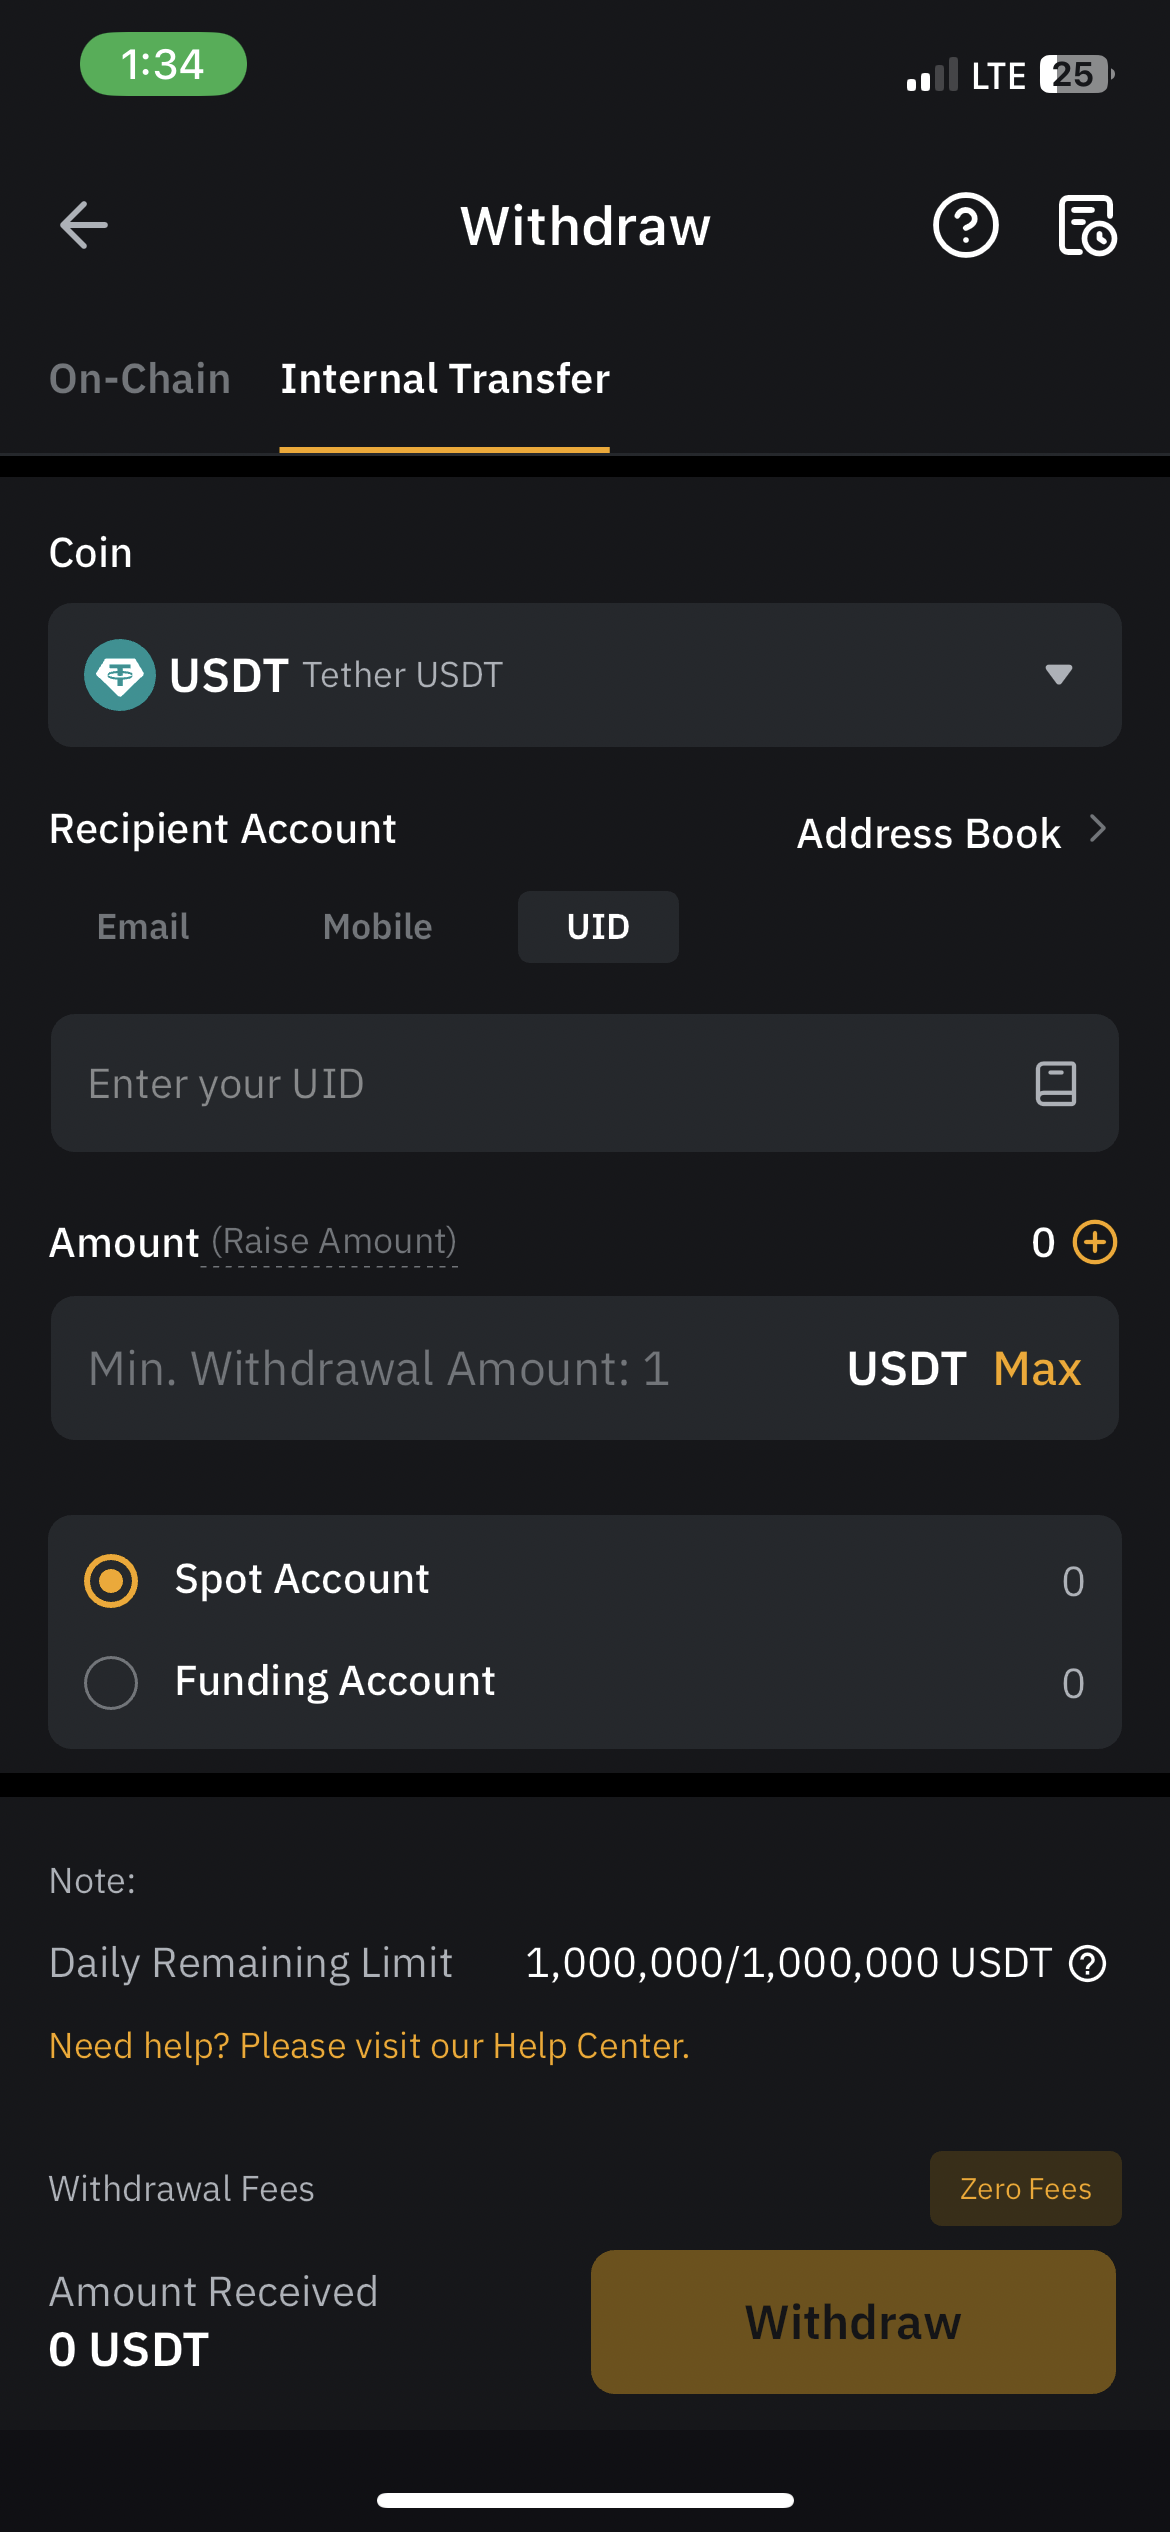 1:34 LTE 25
Withdraw
On-Chain Internal Transfer
Coin
USDT Tether USDT
Recipient Account Address Book
Email Mobile UID
Enter your UID
Amount (Raise Amount) 0
Min. Withdrawal Amount: 1 USDT Max
Spot Account 0
Funding Account 0
Note:
Daily Remaining Limit 1,000,000/1,000,000 USDT
Need help? Please visit our Help Center.
Withdrawal Fees Zero Fees
Amount Received
0 USDT
Withdraw